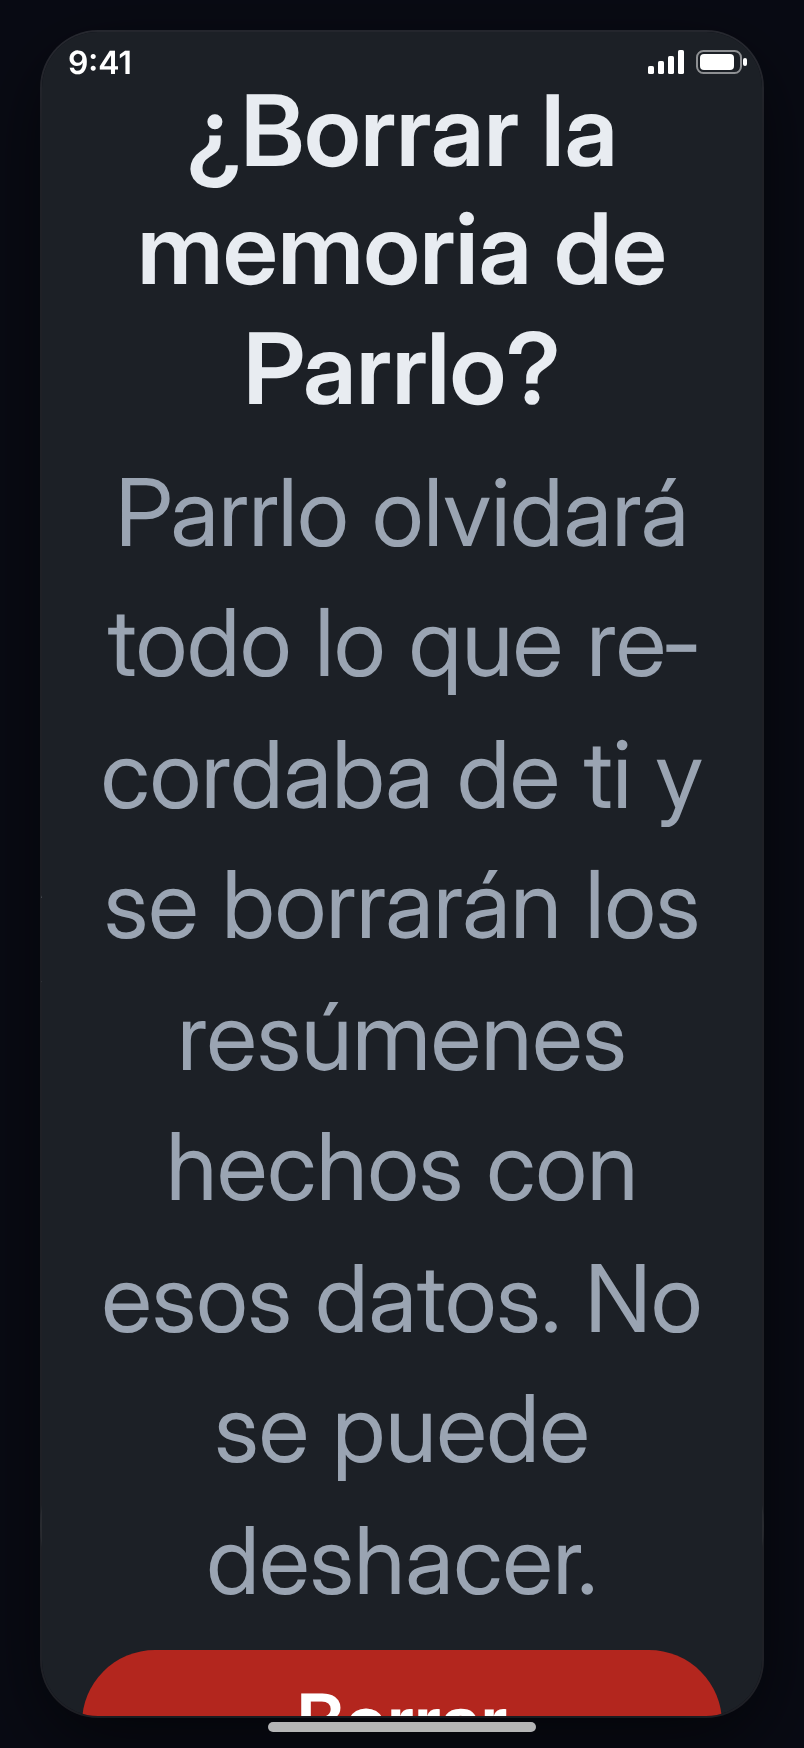 9:41
¿Borrar la
memoria de
Parrlo?
Parrlo olvidará
todo lo que re-
cordaba de ti y
se borrarán los
resúmenes
hechos con
esos datos. No
se puede
deshacer.
Borrar